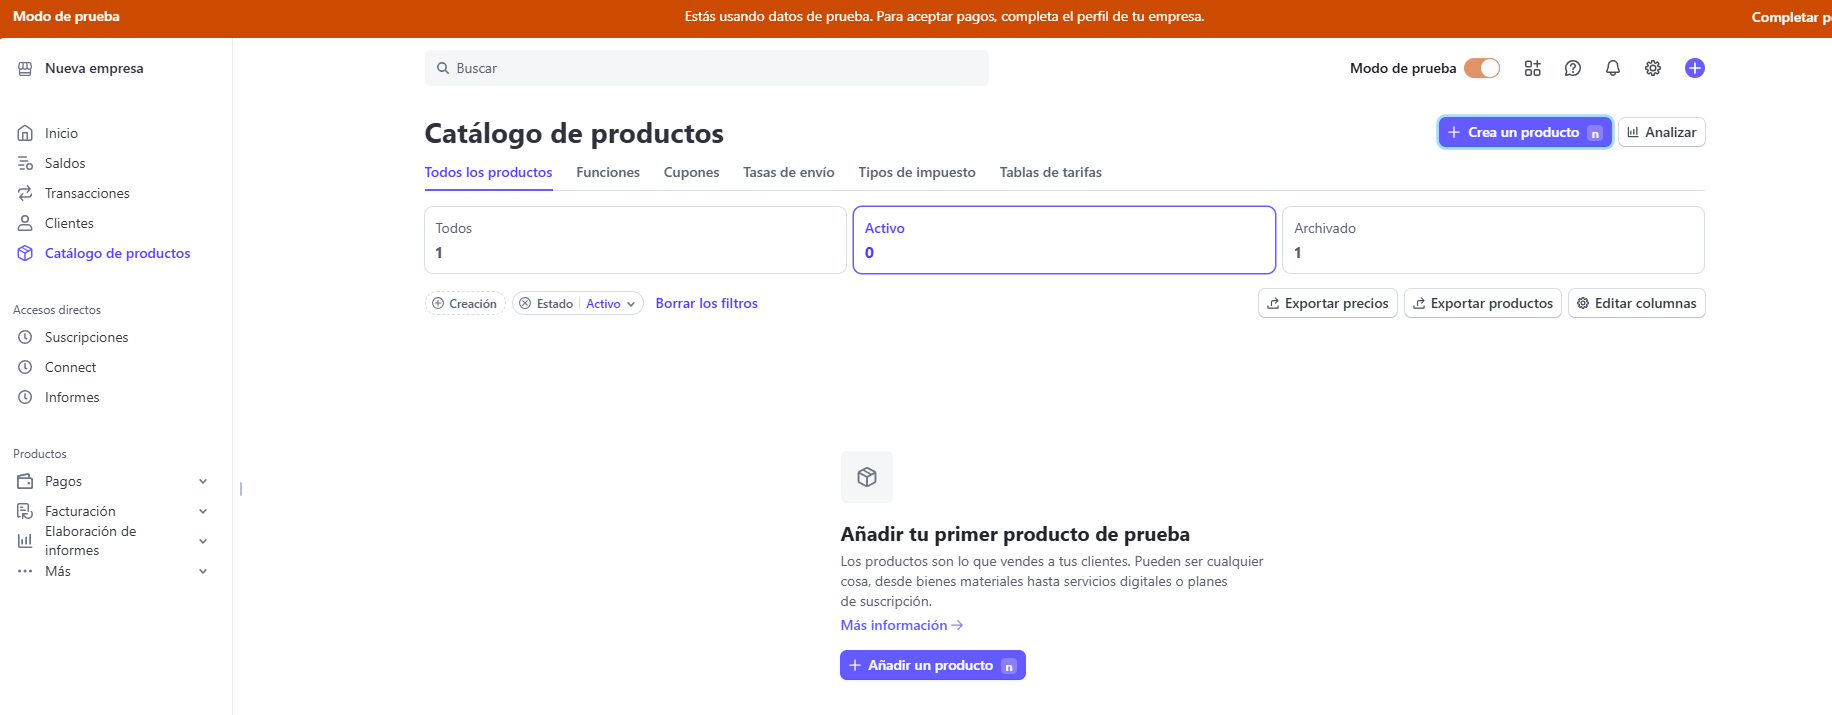 Modo de prueba
Estás usando datos de prueba. Para aceptar pagos, completa el perfil de tu empresa.
Completar
Nueva empresa
Buscar
Modo de prueba
Inicio
Saldos
Transacciones
Clientes
Catálogo de productos
Accesos directos
Suscripciones
Connect
Informes
Productos
Pagos
Facturación
Elaboración de
informes
Más
Catálogo de productos
Crea un producto n
Analizar
Todos los productos Funciones Cupones Tasas de envío Tipos de impuesto Tablas de tarifas
Todos
1
Activo
0
Archivado
1
Creación
Estado Activo
Borrar los filtros
Exportar precios
Exportar productos
Editar columnas
Añadir tu primer producto de prueba
Los productos son lo que vendes a tus clientes. Pueden ser cualquier
cosa, desde bienes materiales hasta servicios digitales o planes
de suscripción.
Más información
Añadir un producto n